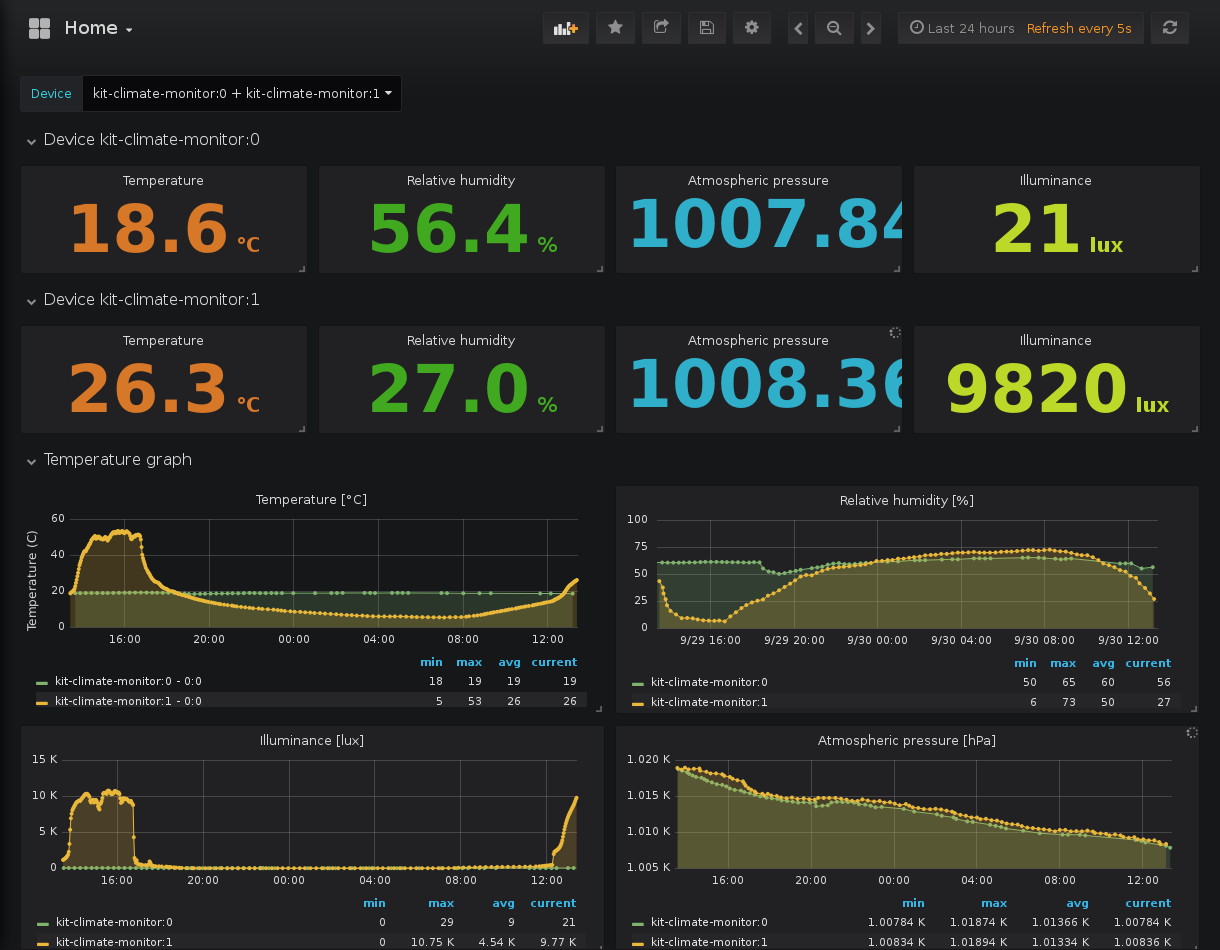 Home
Last 24 hours Refresh every 5s
Device kit-climate-monitor:0 + kit-climate-monitor:1
Device kit-climate-monitor:0
Temperature
18.6 °C
Relative humidity
56.4 %
Atmospheric pressure
1007.84
Illuminance
21 lux
Device kit-climate-monitor:1
Temperature
26.3 °C
Relative humidity
27.0 %
Atmospheric pressure
1008.36
Illuminance
9820 lux
Temperature graph
Temperature [°C]
Temperature (C)
60
40
20
0
16:00 20:00 00:00 04:00 08:00 12:00
min max avg current
kit-climate-monitor:0 - 0:0 18 19 19 19
kit-climate-monitor:1 - 0:0 5 53 26 26
Relative humidity [%]
100
75
50
25
0
9/29 16:00 9/29 20:00 9/30 00:00 9/30 04:00 9/30 08:00 9/30 12:00
min max avg current
kit-climate-monitor:0 50 65 60 56
kit-climate-monitor:1 6 73 50 27
Illuminance [lux]
15 K
10 K
5 K
0
16:00 20:00 00:00 04:00 08:00 12:00
min max avg current
kit-climate-monitor:0 0 29 9 21
kit-climate-monitor:1 0 10.75 K 4.54 K 9.77 K
Atmospheric pressure [hPa]
1.020 K
1.015 K
1.010 K
1.005 K
16:00 20:00 00:00 04:00 08:00 12:00
min max avg current
kit-climate-monitor:0 1.00784 K 1.01874 K 1.01366 K 1.00784 K
kit-climate-monitor:1 1.00834 K 1.01894 K 1.01334 K 1.00836 K